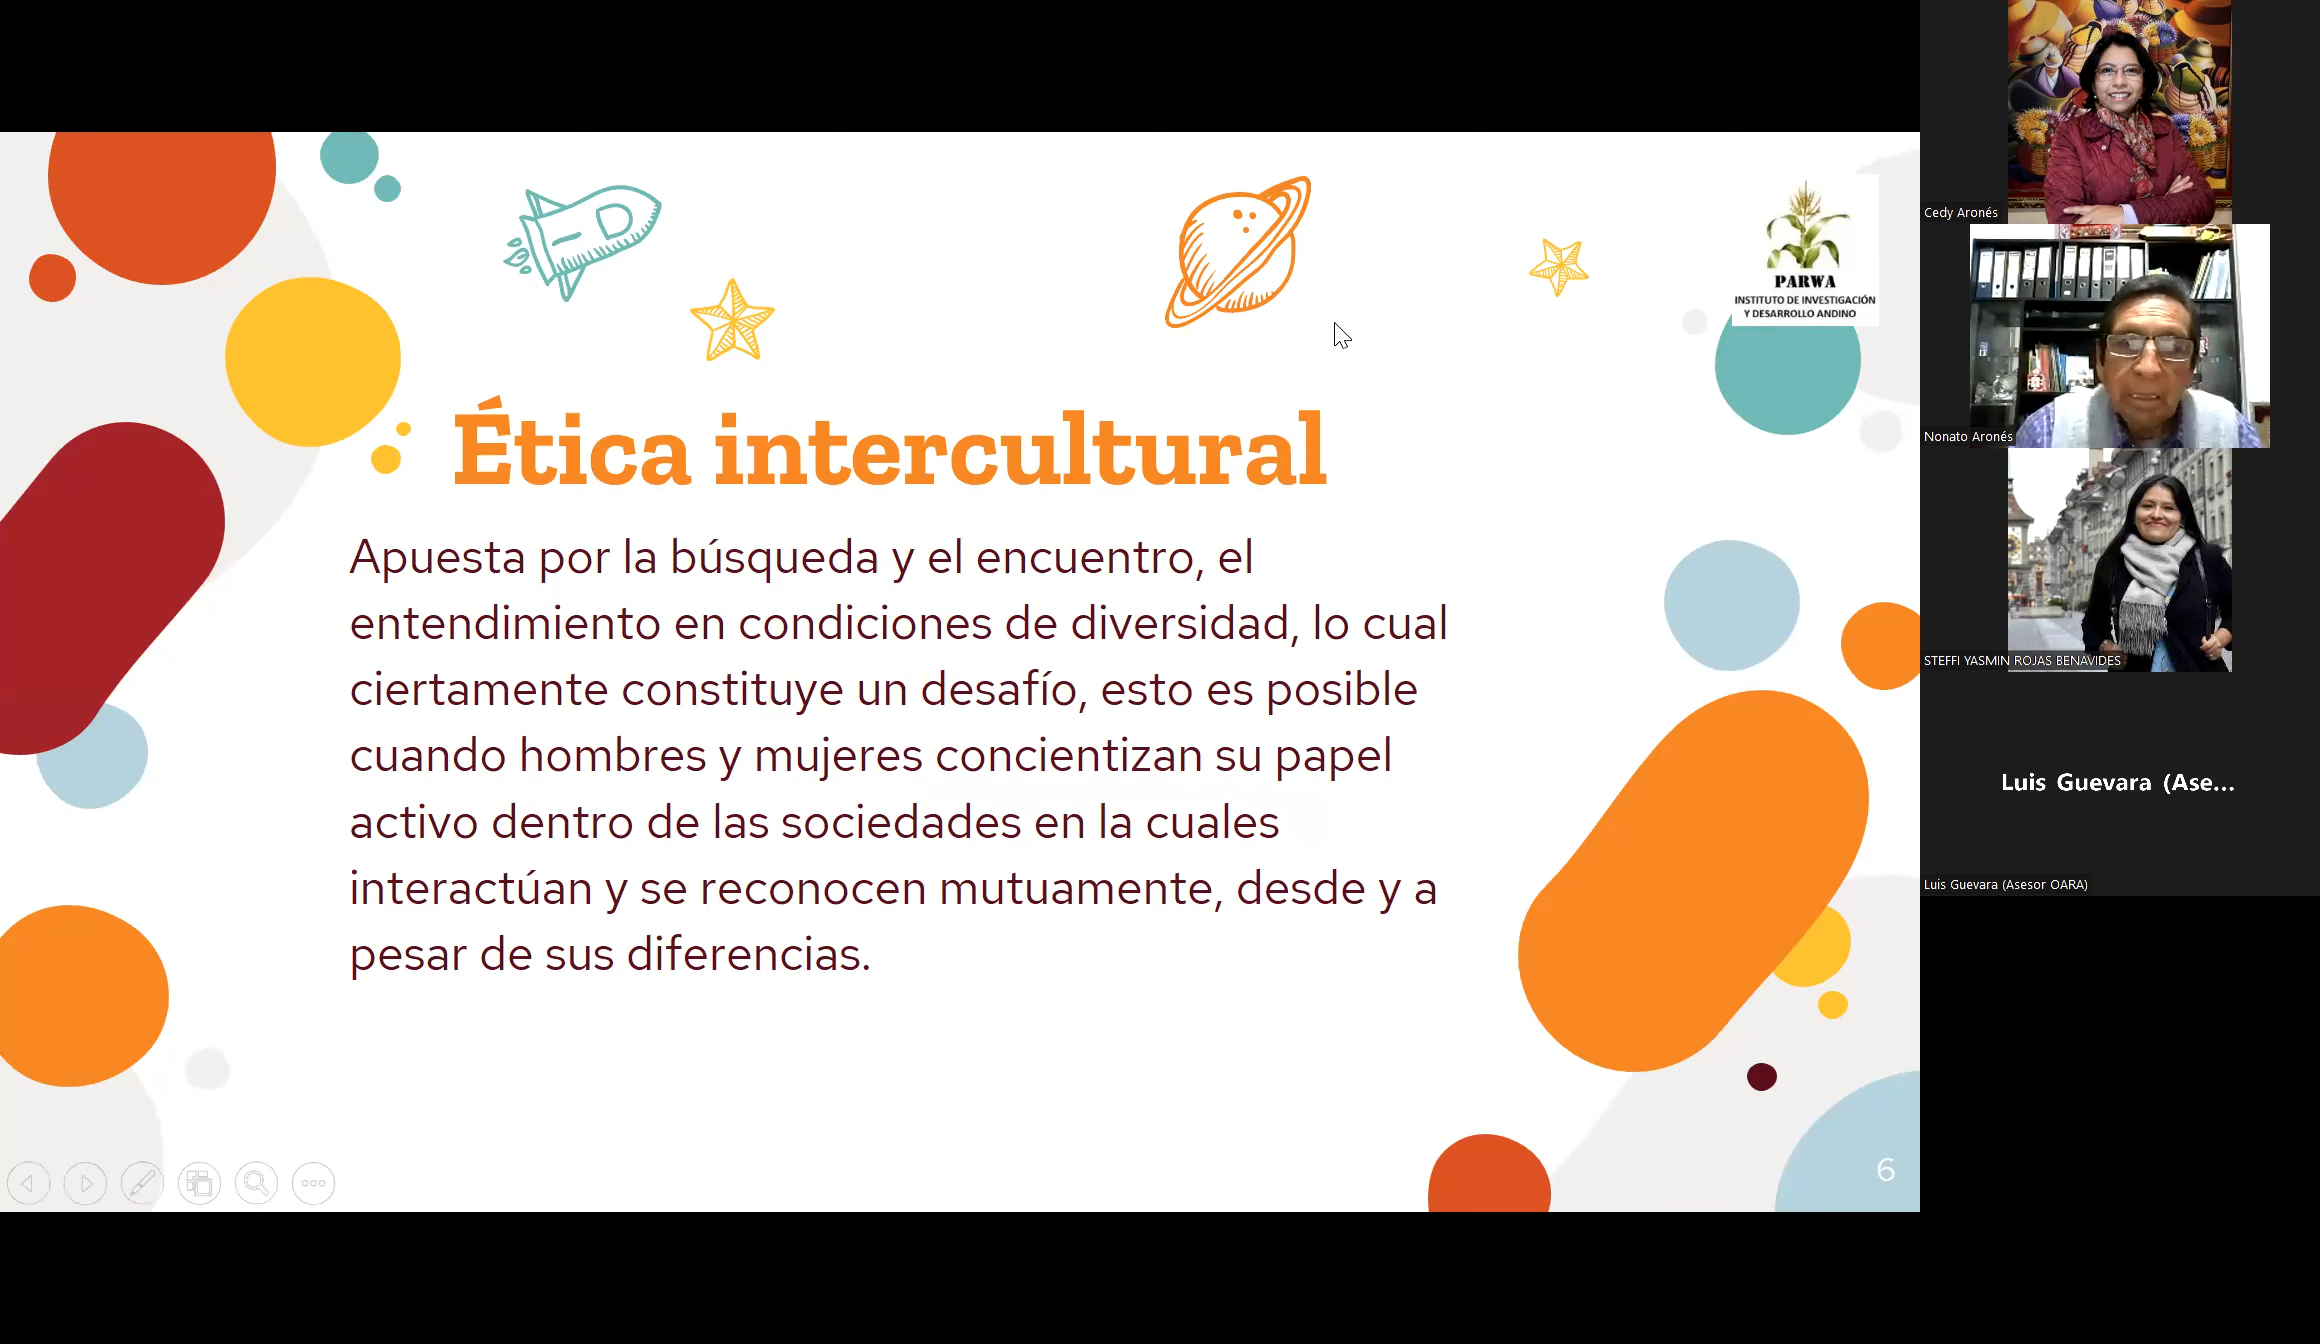 PARWA
INSTITUTO DE INVESTIGACIÓN
Y DESARROLLO ANDINO
Ética intercultural
Apuesta por la búsqueda y el encuentro, el
entendimiento en condiciones de diversidad, lo cual
ciertamente constituye un desafío, esto es posible
cuando hombres y mujeres concientizan su papel
activo dentro de las sociedades en la cuales
interactúan y se reconocen mutuamente, desde y a
pesar de sus diferencias.
6
Cedy Aronés
Nonato Aronés
STEFFI YASMIN ROJAS BENAVIDES
Luis Guevara (Ase...
Luis Guevara (Asesor OARA)